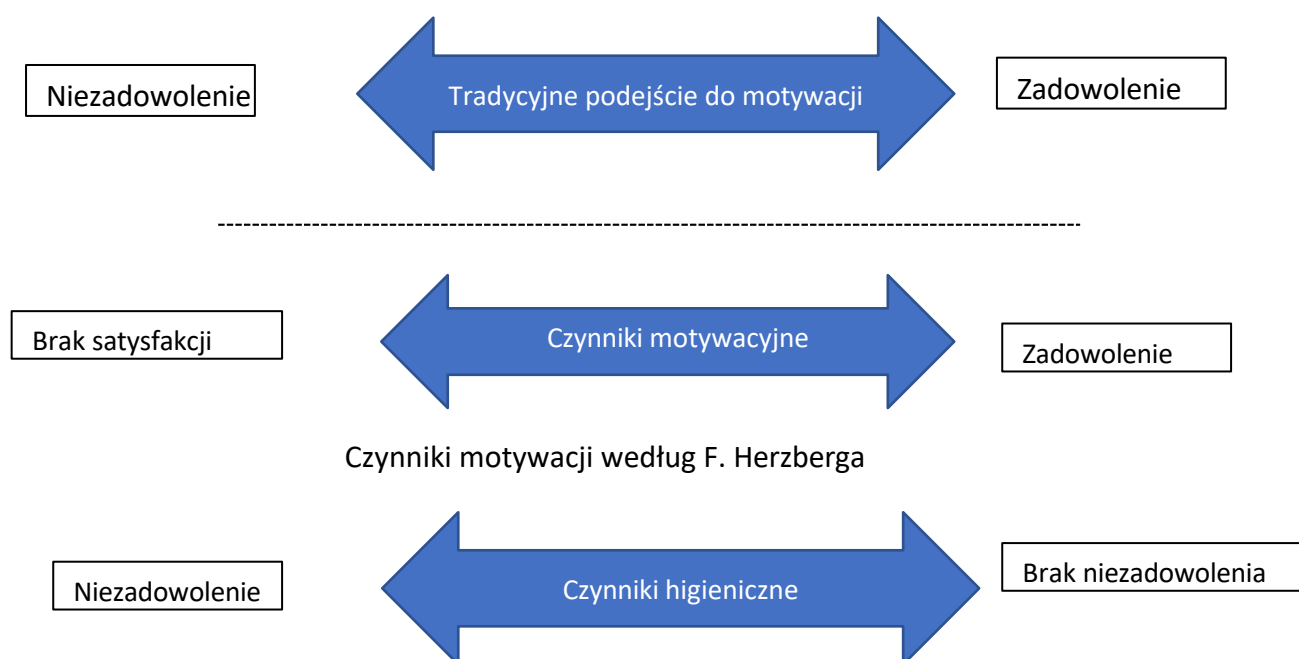 Niezadowolenie
Tradycyjne podejście do motywacji
Zadowolenie
Brak satysfakcji
Czynniki motywacyjne
Zadowolenie
Czynniki motywacji według F. Herzberga
Niezadowolenie
Czynniki higieniczne
Brak niezadowolenia